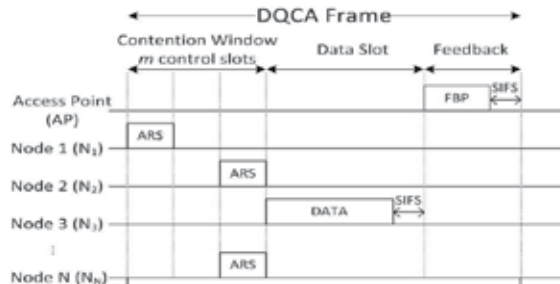 DQCA Frame
Contention Window
m control slots
Data Slot
Feedback
Access Point
(AP)
FBP
SIFS
Node 1 (N₁)
ARS
Node 2 (N₂)
ARS
Node 3 (N₃)
DATA
SIFS
⋮
Node N (N_N)
ARS